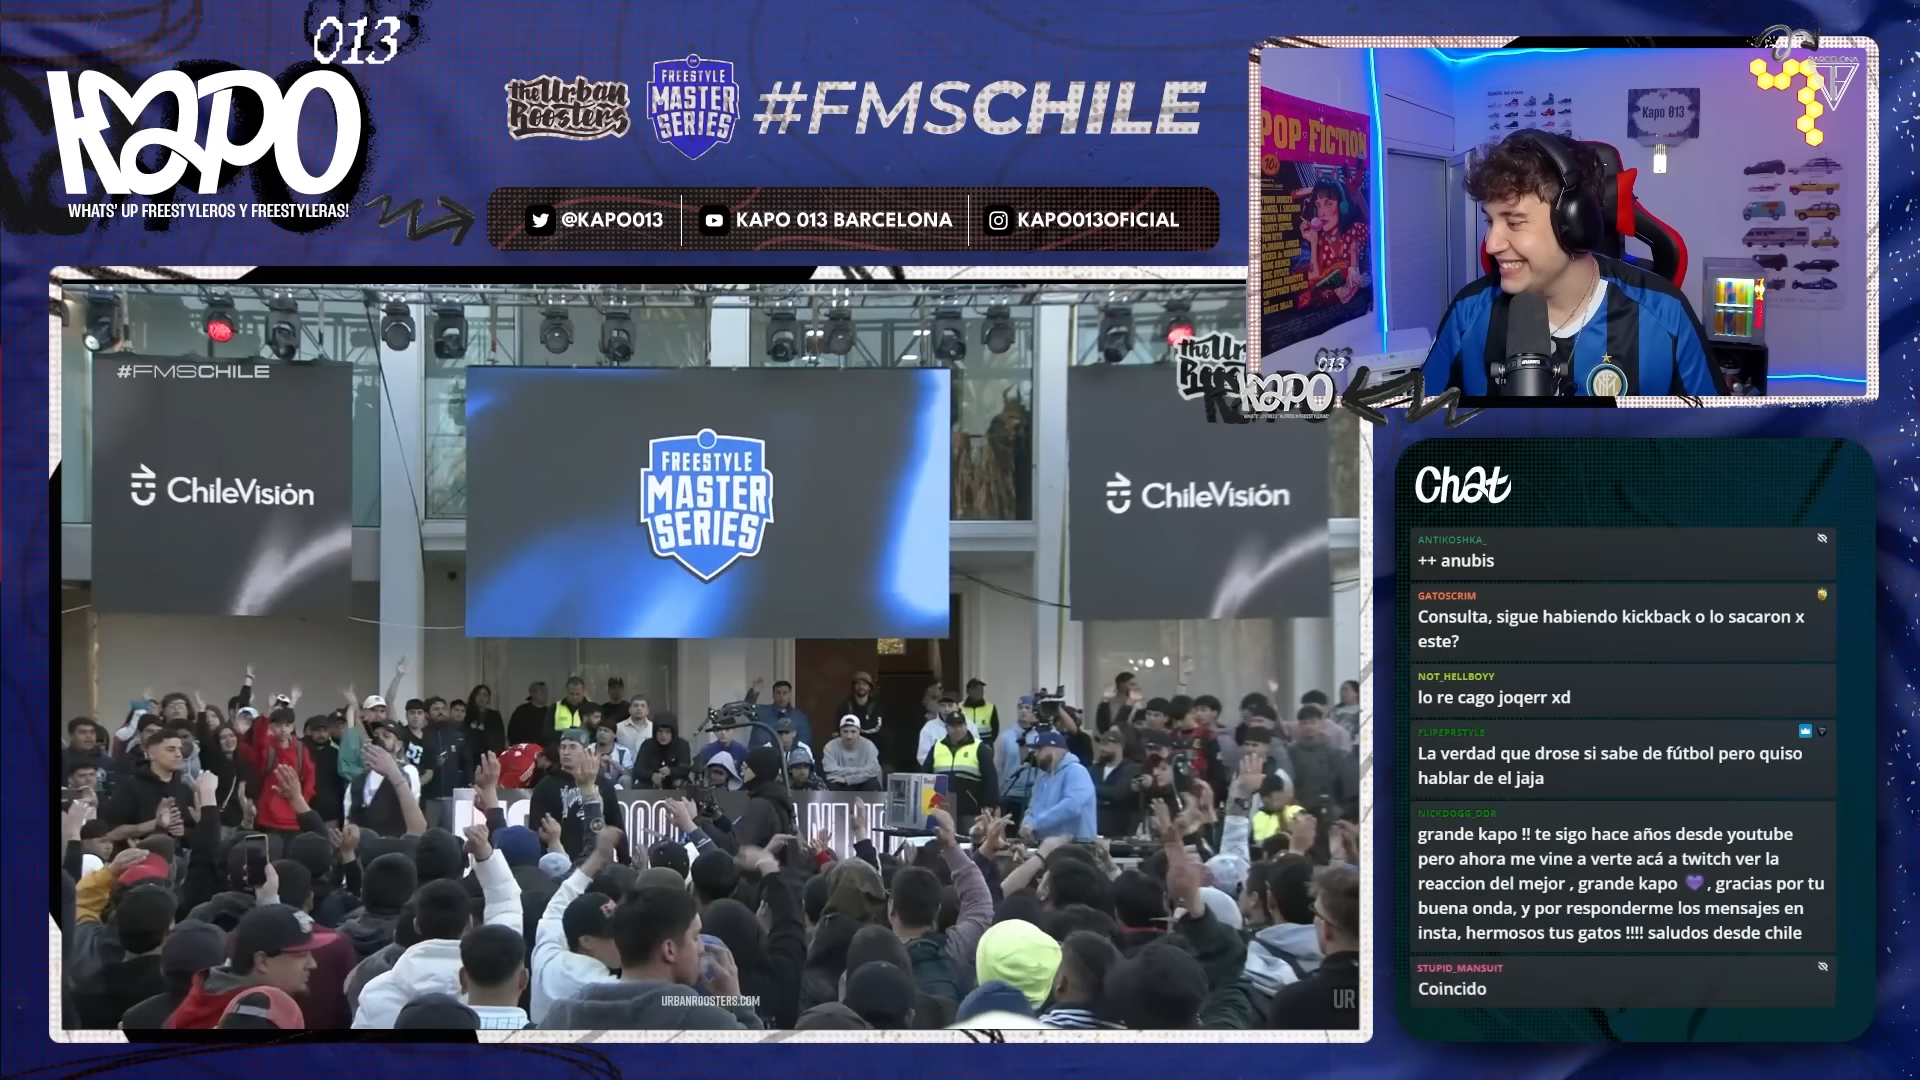 013
KAPO
WHATS' UP FREESTYLEROS Y FREESTYLERAS!
the Urban
Roosters
FREESTYLE
MASTER
SERIES
#FMSCHILE
@KAPO013
KAPO 013 BARCELONA
KAPO013OFICIAL
BARCELONA
POP FICTION
Kapo 013
#FMSCHILE
ChileVisión
FREESTYLE
MASTER
SERIES
ChileVisión
013
KAPO
URBANROOSTERS.COM
UR
Chat
ANTIKOSHKA_
++ anubis
GATOSCRIM
Consulta, sigue habiendo kickback o lo sacaron x
este?
NOT_HELLBOYY
lo re cago joqerr xd
FLIPEPRSTYLE
La verdad que drose si sabe de fútbol pero quiso
hablar de el jaja
NICKDOGG_DDR
grande kapo !! te sigo hace años desde youtube
pero ahora me vine a verte acá a twitch ver la
reaccion del mejor , grande kapo 💜 , gracias por tu
buena onda, y por responderme los mensajes en
insta, hermosos tus gatos !!!! saludos desde chile
STUPID_MANSUIT
Coincido